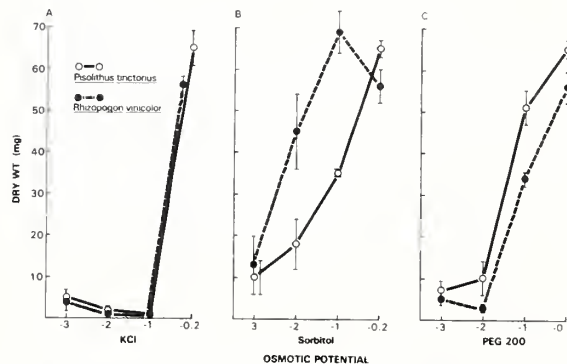 A
B
C
70
60
50
40
30
20
10
DRY WT (mg)
Pisolithus tinctorius
Rhizopogon vinicolor
-3 -2 -1 -0.2
KCl
3 -2 -1 -0.2
Sorbitol
-3 -2 -1 -0
PEG 200
OSMOTIC POTENTIAL